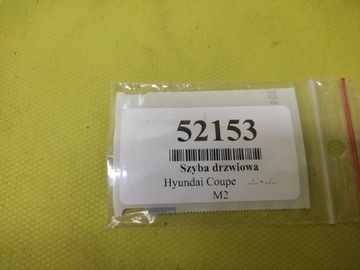 52153
Szyba drzwiowa
Hyundai Coupe ../.. - ../..
M2